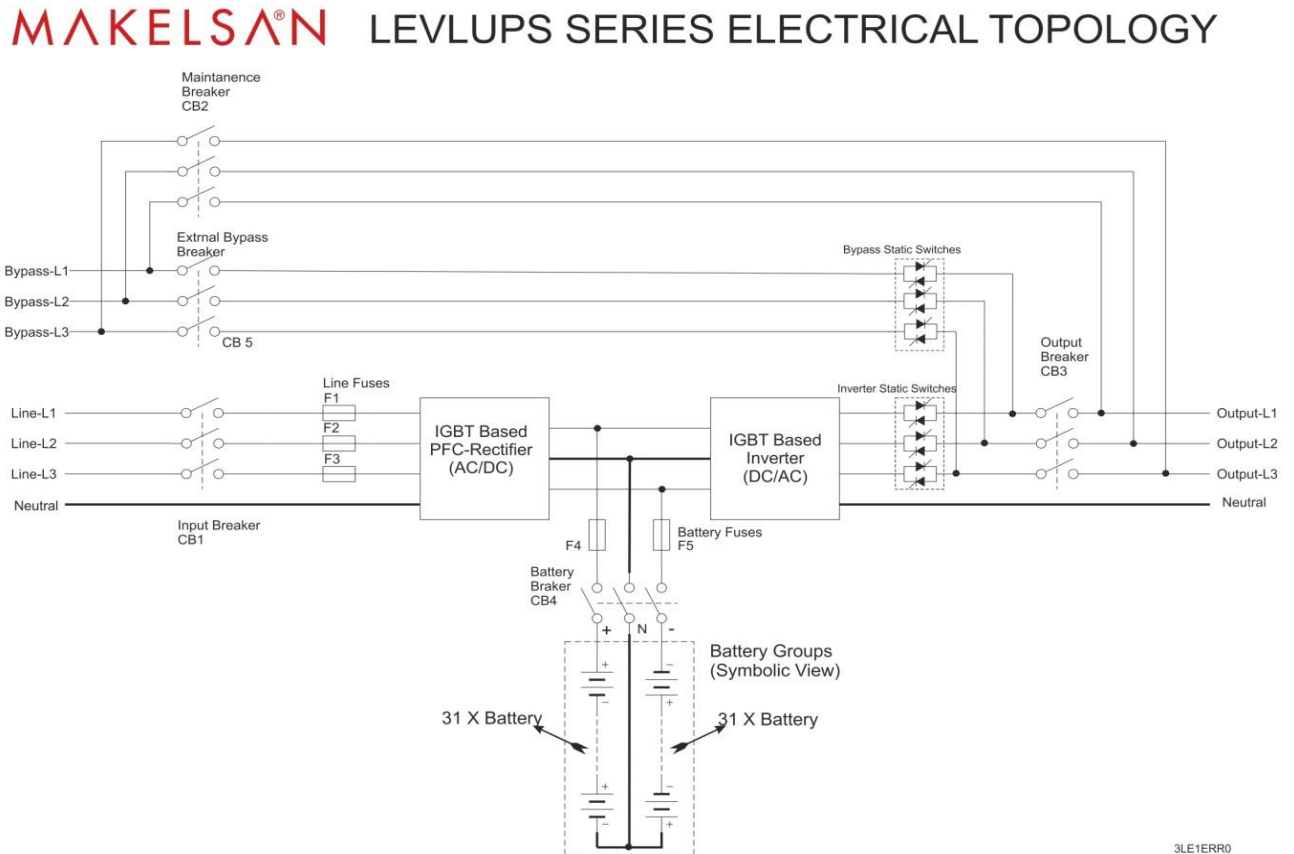 MAKELSAN® LEVLUPS SERIES ELECTRICAL TOPOLOGY
Maintanence
Breaker
CB2
Extrnal Bypass
Breaker
Bypass-L1
Bypass-L2
Bypass-L3
CB 5
Bypass Static Switches
Output
Breaker
CB3
Line Fuses
F1
F2
F3
Line-L1
Line-L2
Line-L3
Neutral
Input Breaker
CB1
IGBT Based
PFC-Rectifier
(AC/DC)
IGBT Based
Inverter
(DC/AC)
Inverter Static Switches
Output-L1
Output-L2
Output-L3
Neutral
F4
Battery Fuses
F5
Battery
Braker
CB4
+ N -
Battery Groups
(Symbolic View)
+ -
- +
31 X Battery
31 X Battery
+ -
- +
3LE1ERR0